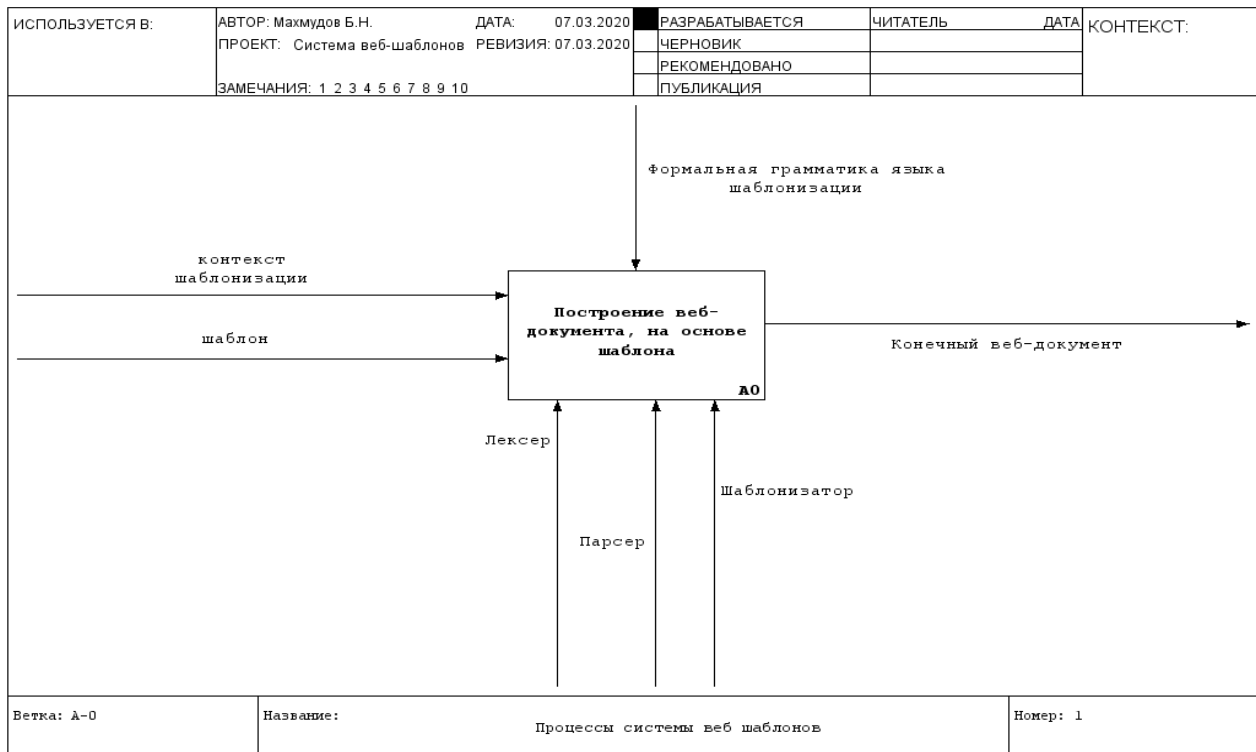 ИСПОЛЬЗУЕТСЯ В:
АВТОР: Махмудов Б.Н. ДАТА: 07.03.2020
ПРОЕКТ: Система веб-шаблонов РЕВИЗИЯ: 07.03.2020
ЗАМЕЧАНИЯ: 1 2 3 4 5 6 7 8 9 10
РАЗРАБАТЫВАЕТСЯ
ЧЕРНОВИК
РЕКОМЕНДОВАНО
ПУБЛИКАЦИЯ
ЧИТАТЕЛЬ ДАТА
КОНТЕКСТ:
Формальная грамматика языка
шаблонизации
контекст
шаблонизации
шаблон
Построение веб-
документа, на основе
шаблона
A0
Конечный веб-документ
Лексер
Шаблонизатор
Парсер
Ветка: A-0
Название:
Процессы системы веб шаблонов
Номер: 1